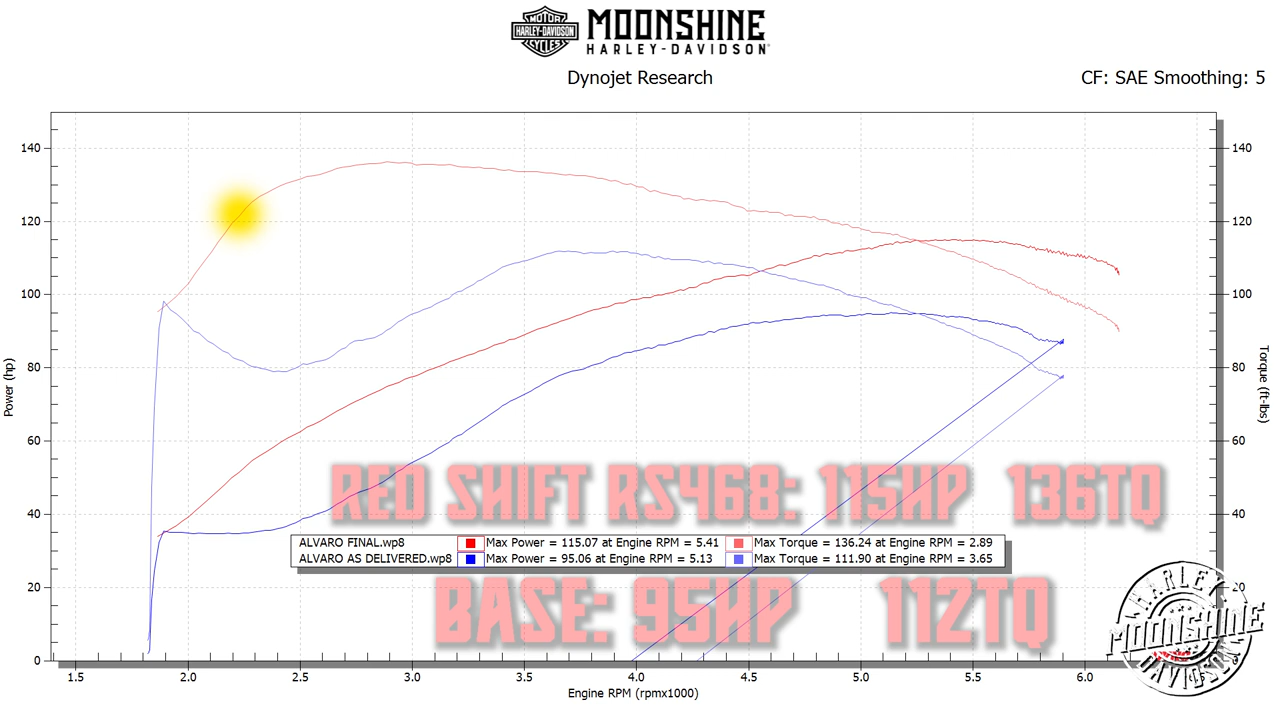 MOTOR
HARLEY-DAVIDSON
CYCLES
MOONSHINE
HARLEY-DAVIDSON
Dynojet Research
CF: SAE Smoothing: 5
140
120
100
80
60
40
20
0
Power (hp)
140
120
100
80
60
40
20
Torque (ft-lbs)
RED SHIFT RS468: 115HP 136TQ
ALVARO FINAL.wp8 Max Power = 115.07 at Engine RPM = 5.41 Max Torque = 136.24 at Engine RPM = 2.89
ALVARO AS DELIVERED.wp8 Max Power = 95.06 at Engine RPM = 5.13 Max Torque = 111.90 at Engine RPM = 3.65
BASE: 95HP 112TQ
1.5 2.0 2.5 3.0 3.5 4.0 4.5 5.0 5.5 6.0
Engine RPM (rpmx1000)
HARLEY
MOONSHINE
DAVIDSON